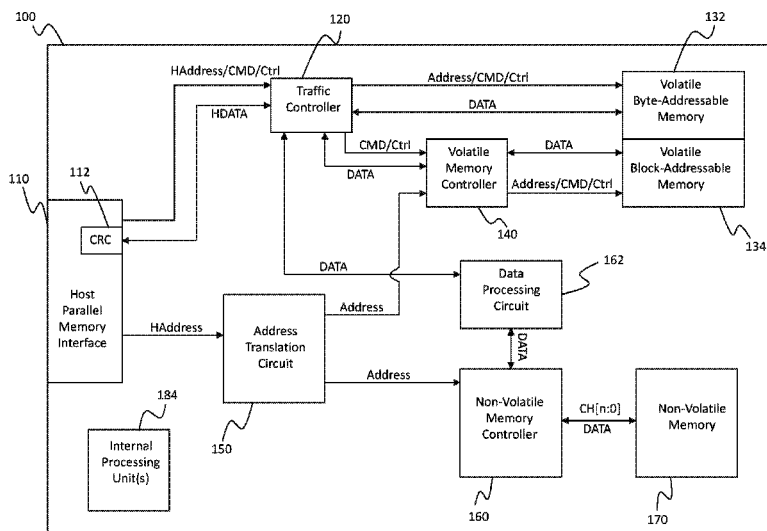 100
120
132
HAddress/CMD/Ctrl
Traffic
Controller
Address/CMD/Ctrl
Volatile
Byte-Addressable
Memory
DATA
HDATA
CMD/Ctrl
DATA
Volatile
Memory
Controller
DATA
Address/CMD/Ctrl
Volatile
Block-Addressable
Memory
110
112
CRC
140
134
Host
Parallel
Memory
Interface
DATA
162
Data
Processing
Circuit
HAddress
Address
Translation
Circuit
Address
Address
DATA
150
184
Internal
Processing
Unit(s)
Non-Volatile
Memory
Controller
CH[n:0]
DATA
Non-Volatile
Memory
160
170